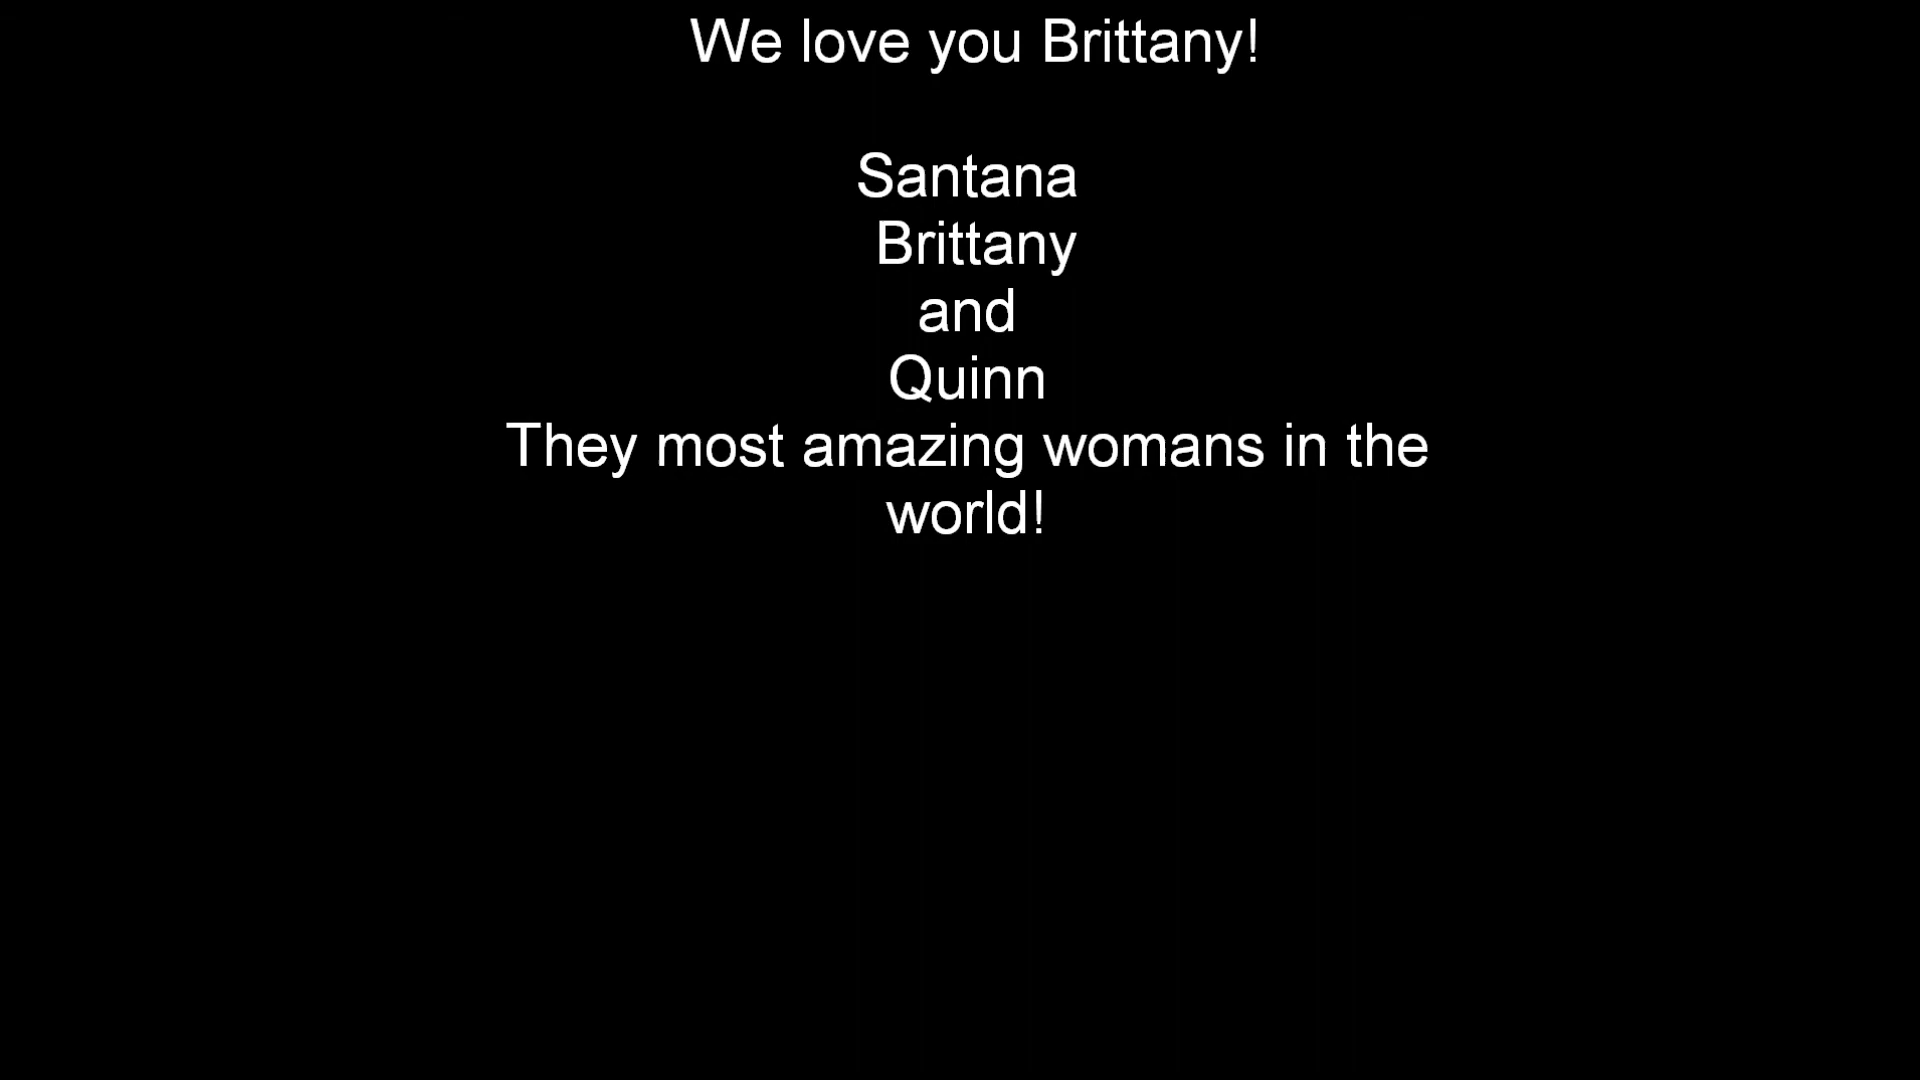 We love you Brittany!
Santana
Brittany
and
Quinn
They most amazing womans in the
world!